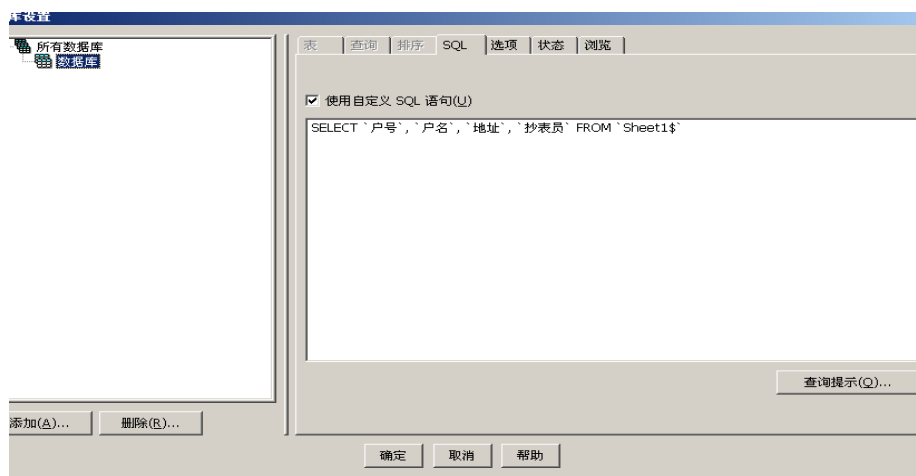 库设置
所有数据库
数据库
表 查询 排序 SQL 选项 状态 浏览
使用自定义 SQL 语句(U)
SELECT `户号`, `户名`, `地址`, `抄表员` FROM `Sheet1$`
查询提示(Q)...
添加(A)... 删除(R)...
确定 取消 帮助